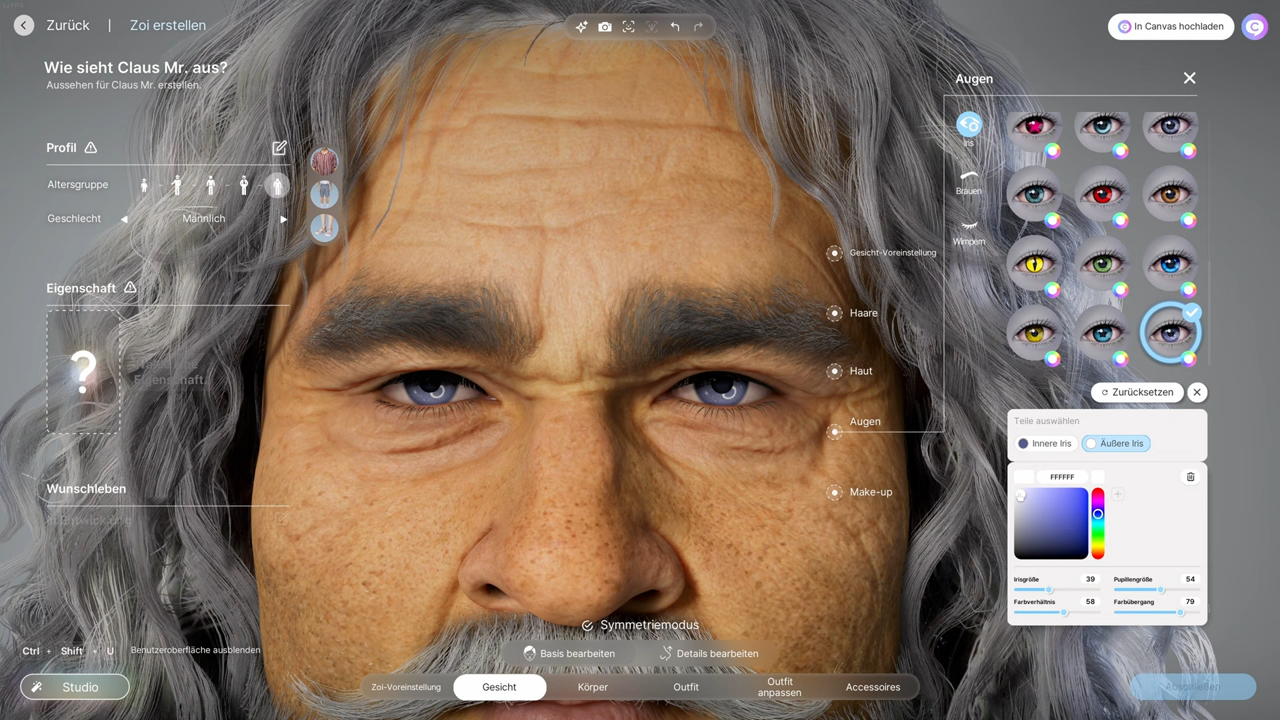 Zurück | Zoi erstellen
In Canvas hochladen
Wie sieht Claus Mr. aus?
Aussehen für Claus Mr. erstellen.
Profil
Altersgruppe
Geschlecht
Männlich
Eigenschaft
?
Eigenschaft.
Wunschleben
In Entwicklung
Ctrl + Shift + U
Benutzeroberfläche ausblenden
Studio
Gesicht-Voreinstellung
Haare
Haut
Augen
Make-up
Augen
Iris
Brauen
Wimpern
Zurücksetzen
Teile auswählen
Innere Iris
Äußere Iris
FFFFFF
Irisgröße 39
Pupillengröße 54
Farbverhältnis 58
Farbübergang 79
Symmetriemodus
Basis bearbeiten
Details bearbeiten
Zoi-Voreinstellung
Gesicht
Körper
Outfit
Outfit anpassen
Accessoires
Abschließen